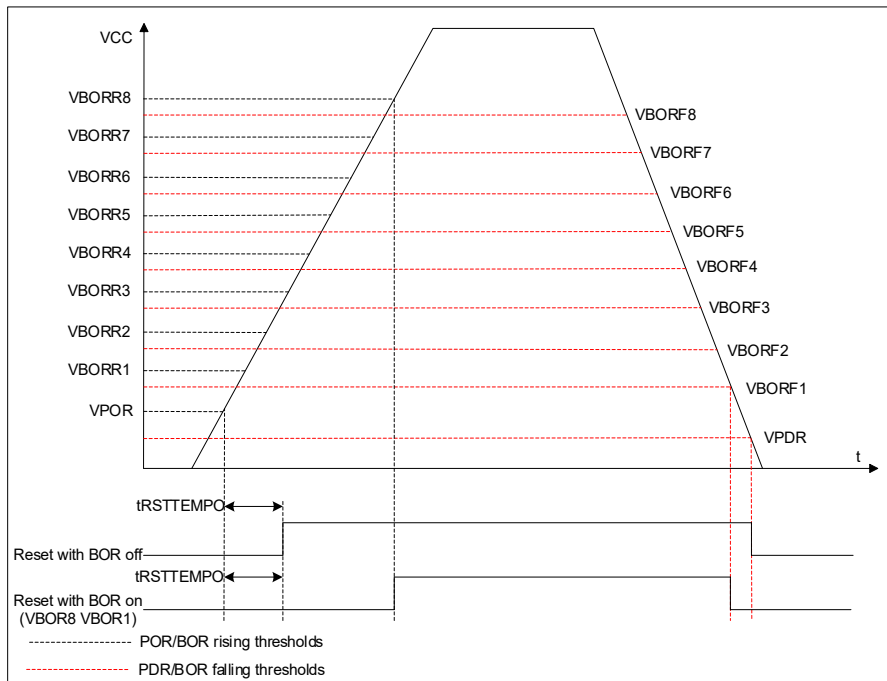 VCC
VBORR8
VBORF8
VBORR7
VBORF7
VBORR6
VBORF6
VBORR5
VBORF5
VBORR4
VBORF4
VBORR3
VBORF3
VBORR2
VBORF2
VBORR1
VBORF1
VPOR
VPDR
t
tRSTTEMPO
Reset with BOR off
tRSTTEMPO
Reset with BOR on
(VBOR8 VBOR1)
POR/BOR rising thresholds
PDR/BOR falling thresholds